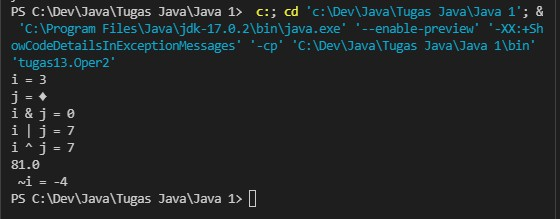 PS C:\Dev\Java\Tugas Java\Java 1>  c:; cd 'c:\Dev\Java\Tugas Java\Java 1'; &
 'C:\Program Files\Java\jdk-17.0.2\bin\java.exe' '--enable-preview' '-XX:+Sh
owCodeDetailsInExceptionMessages' '-cp' 'C:\Dev\Java\Tugas Java\Java 1\bin'
'tugas13.Oper2'
i = 3
j = ♦
i & j = 0
i | j = 7
i ^ j = 7
81.0
 ~i = -4
PS C:\Dev\Java\Tugas Java\Java 1>